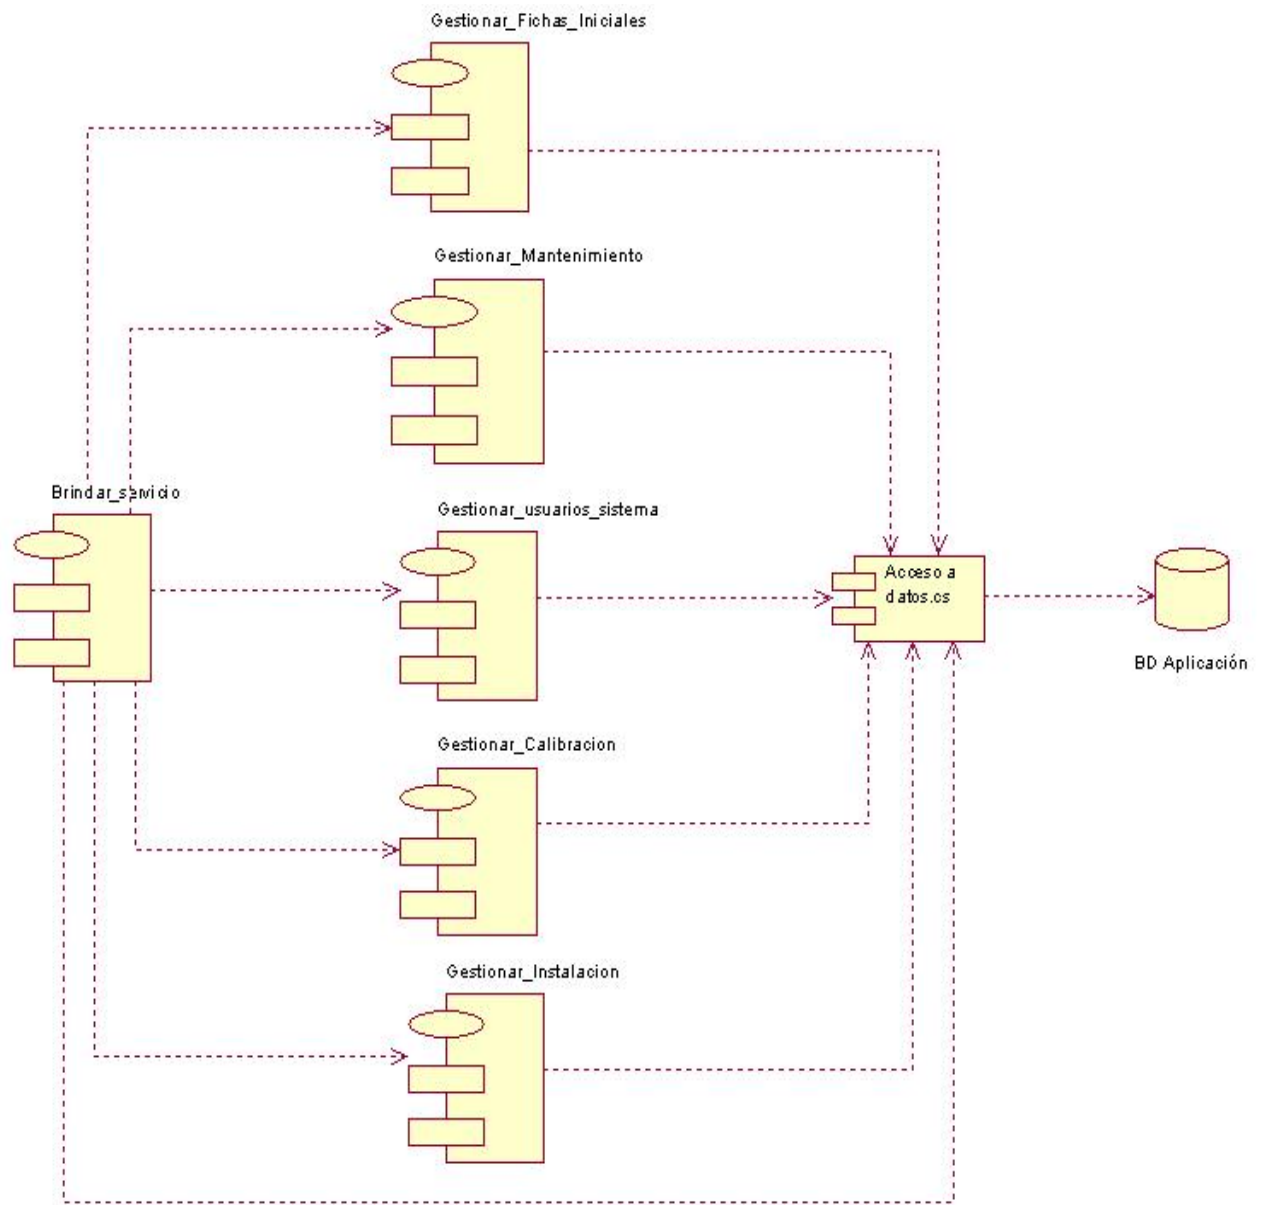 Gestionar_Fichas_Iniciales
Gestionar_Mantenimiento
Brindar_servicio
Gestionar_usuarios_sistema
Acceso a
datos.cs
BD Aplicación
Gestionar_Calibracion
Gestionar_Instalacion